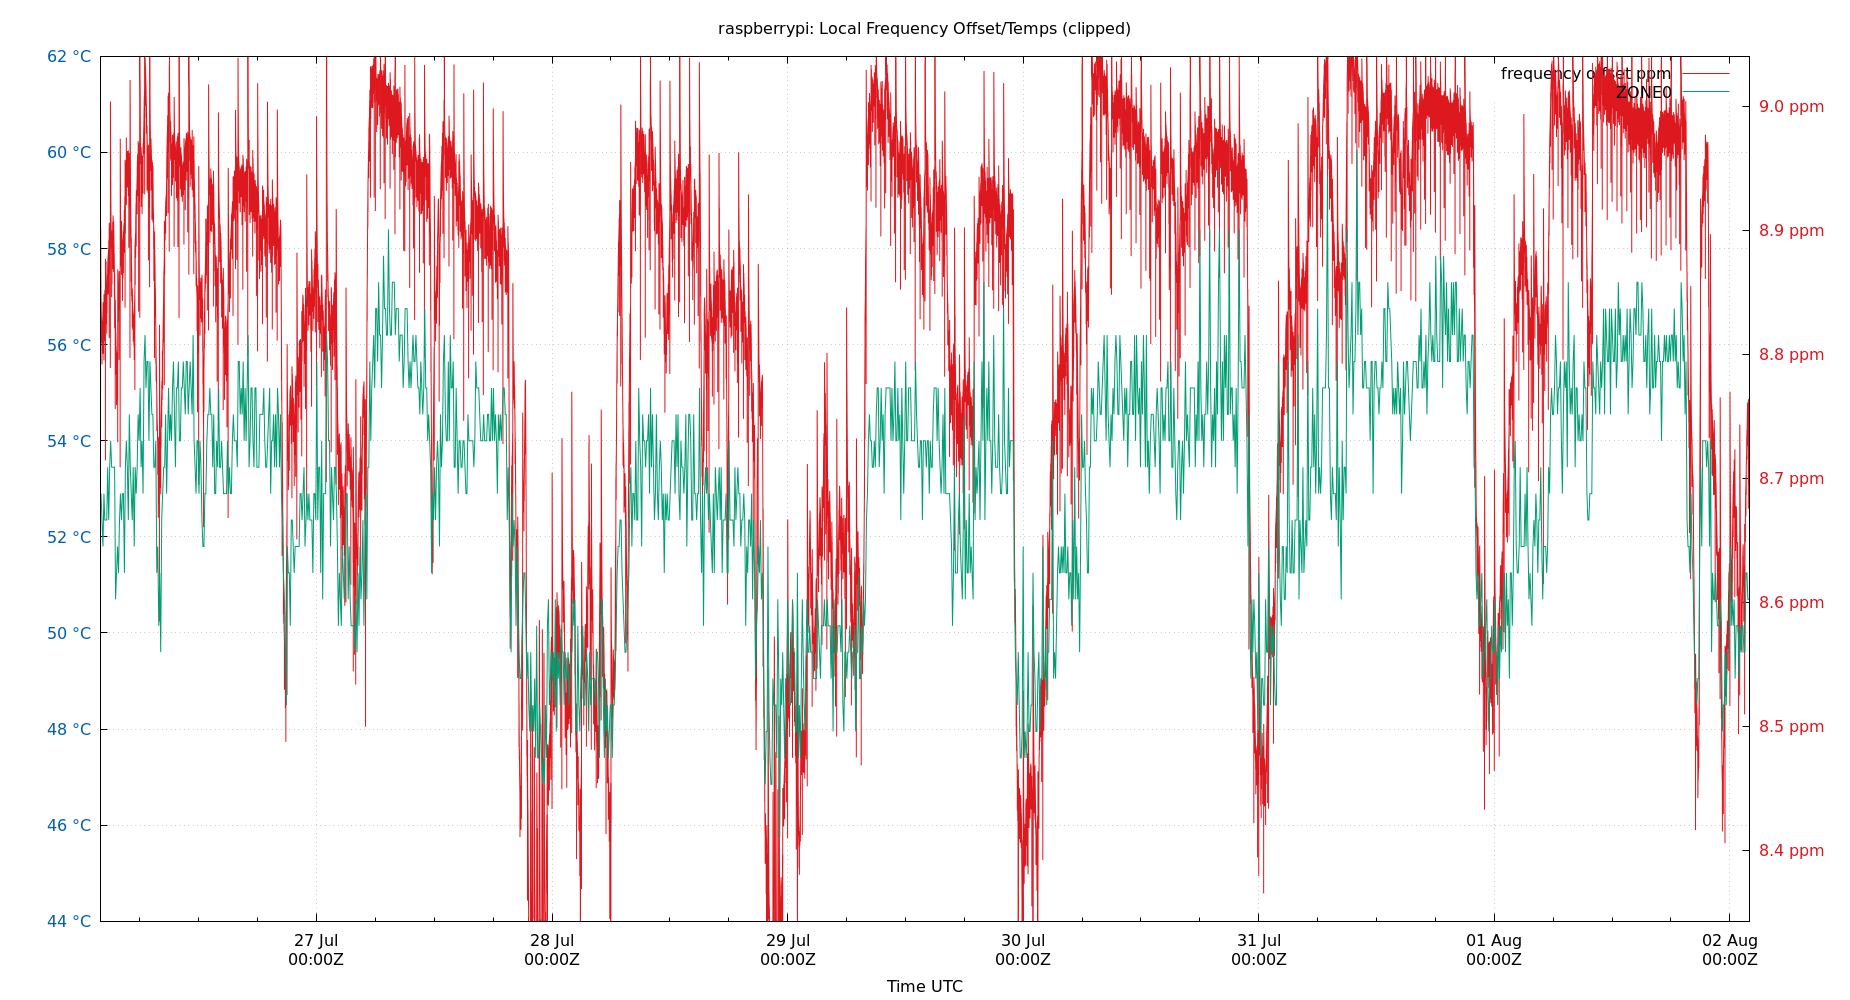 raspberrypi: Local Frequency Offset/Temps (clipped)
62 °C
60 °C
58 °C
56 °C
54 °C
52 °C
50 °C
48 °C
46 °C
44 °C
frequency offset ppm
ZONE0
9.0 ppm
8.9 ppm
8.8 ppm
8.7 ppm
8.6 ppm
8.5 ppm
8.4 ppm
27 Jul
00:00Z
28 Jul
00:00Z
29 Jul
00:00Z
30 Jul
00:00Z
31 Jul
00:00Z
01 Aug
00:00Z
02 Aug
00:00Z
Time UTC